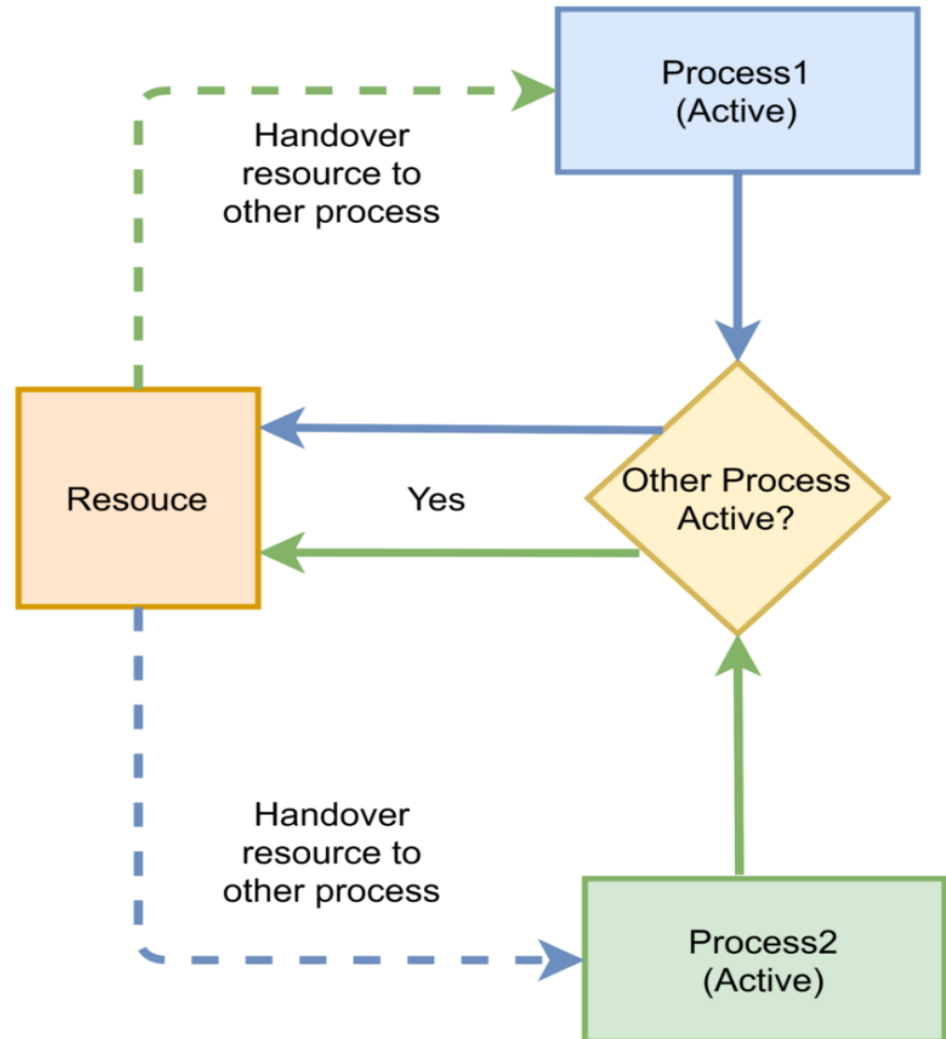 Process1
(Active)
Handover
resource to
other process
Resouce
Yes
Other Process
Active?
Handover
resource to
other process
Process2
(Active)